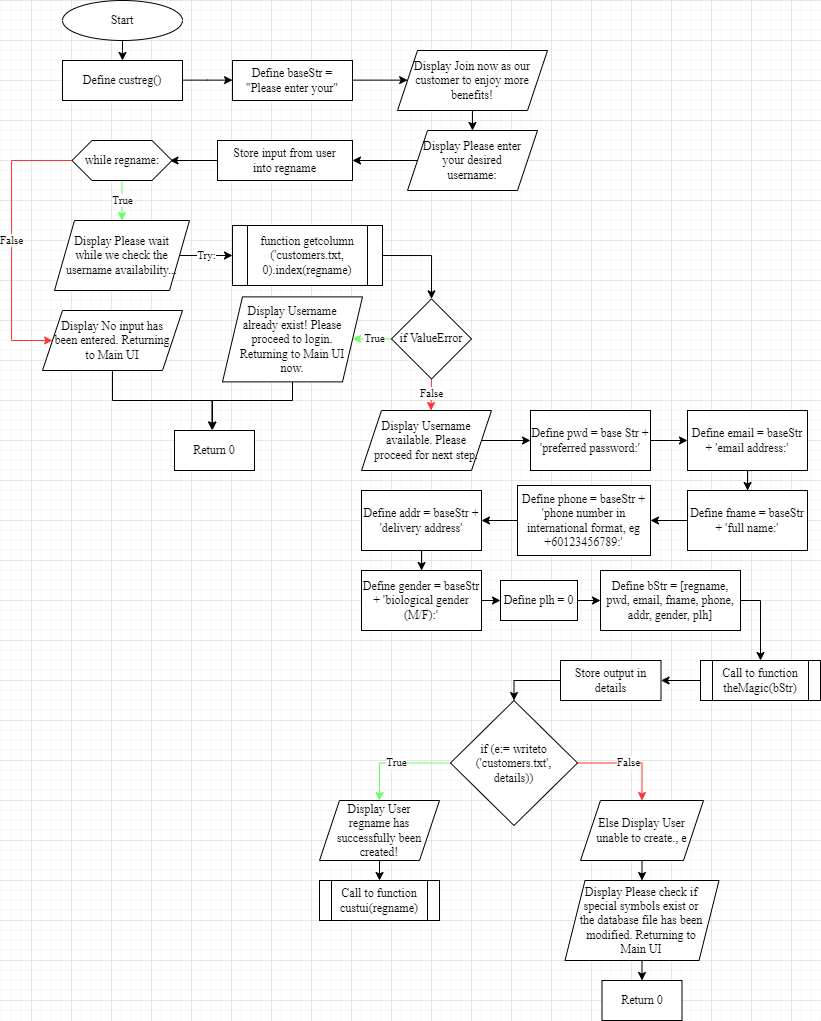 Start
Define custreg()
Define baseStr =
"Please enter your"
Display Join now as our
customer to enjoy more
benefits!
while regname:
Store input from user
into regname
Display Please enter
your desired
username:
True
False
Display Please wait
while we check the
username availability...
Try:
function getcolumn
('customers.txt,
0).index(regname)
Display No input has
been entered. Returning
to Main UI
Display Username
already exist! Please
proceed to login.
Returning to Main UI
now.
True
if ValueError
False
Return 0
Display Username
available. Please
proceed for next step.
Define pwd = base Str +
'preferred password:'
Define email = baseStr
+ 'email address:'
Define addr = baseStr +
'delivery address'
Define phone = baseStr +
'phone number in
international format, eg
+60123456789:'
Define fname = baseStr
+ 'full name:'
Define gender = baseStr
+ 'biological gender
(M/F):'
Define plh = 0
Define bStr = [regname,
pwd, email, fname, phone,
addr, gender, plh]
Store output in
details
Call to function
theMagic(bStr)
if (e:= writeto
('customers.txt',
details))
True
False
Display User
regname has
successfully been
created!
Else Display User
unable to create., e
Call to function
custui(regname)
Display Please check if
special symbols exist or
the database file has been
modified. Returning to
Main UI
Return 0